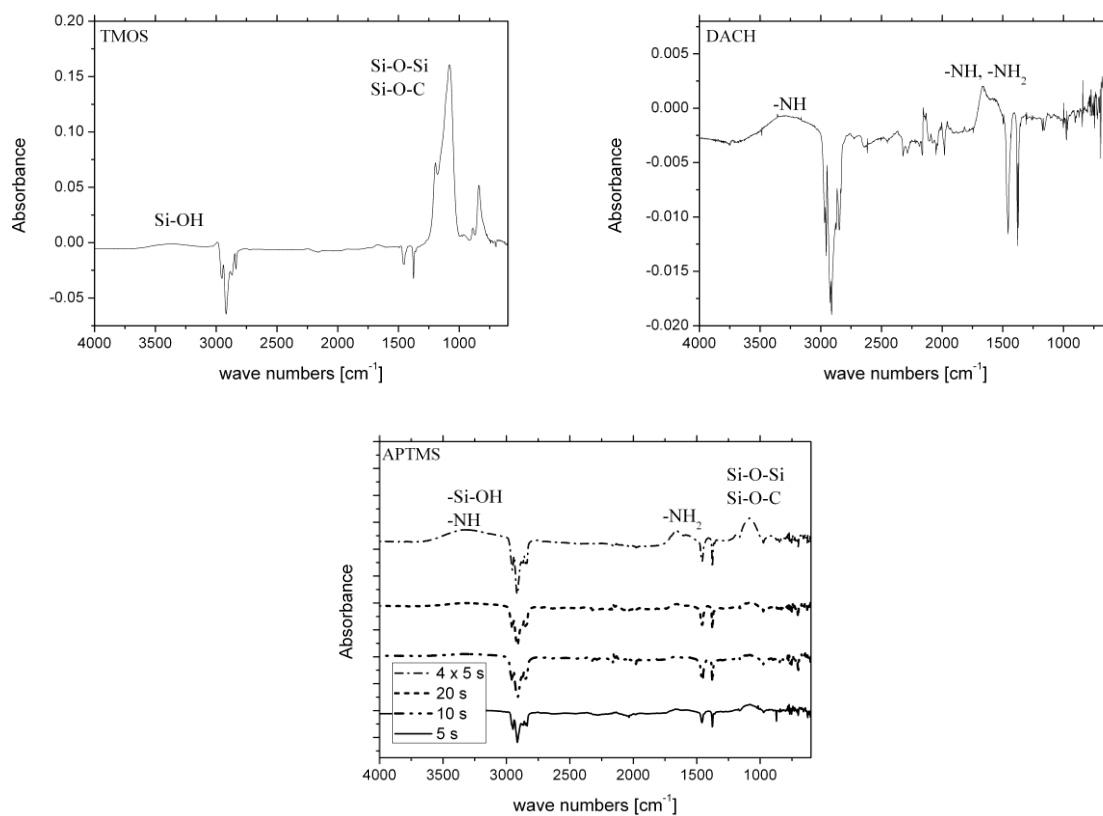 TMOS
0.20
0.15
0.10
0.05
0.00
-0.05
Absorbance
Si-O-Si
Si-O-C
Si-OH
4000 3500 3000 2500 2000 1500 1000
wave numbers [cm⁻¹]
DACH
0.005
0.000
-0.005
-0.010
-0.015
-0.020
Absorbance
-NH
-NH, -NH₂
4000 3500 3000 2500 2000 1500 1000
wave numbers [cm⁻¹]
APTMS
Absorbance
-Si-OH
-NH
-NH₂
Si-O-Si
Si-O-C
4 x 5 s
20 s
10 s
5 s
4000 3500 3000 2500 2000 1500 1000
wave numbers [cm⁻¹]